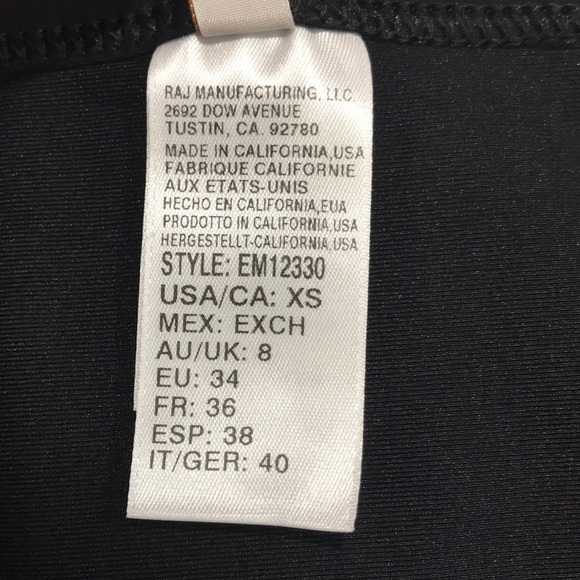 RAJ MANUFACTURING, LLC.
2692 DOW AVENUE
TUSTIN, CA. 92780
MADE IN CALIFORNIA,USA
FABRIQUE CALIFORNIE
AUX ETATS-UNIS
HECHO EN CALIFORNIA,EUA
PRODOTTO IN CALIFORNIA,USA
HERGESTELLT-CALIFORNIA,USA
STYLE: EM12330
USA/CA: XS
MEX: EXCH
AU/UK: 8
EU: 34
FR: 36
ESP: 38
IT/GER: 40